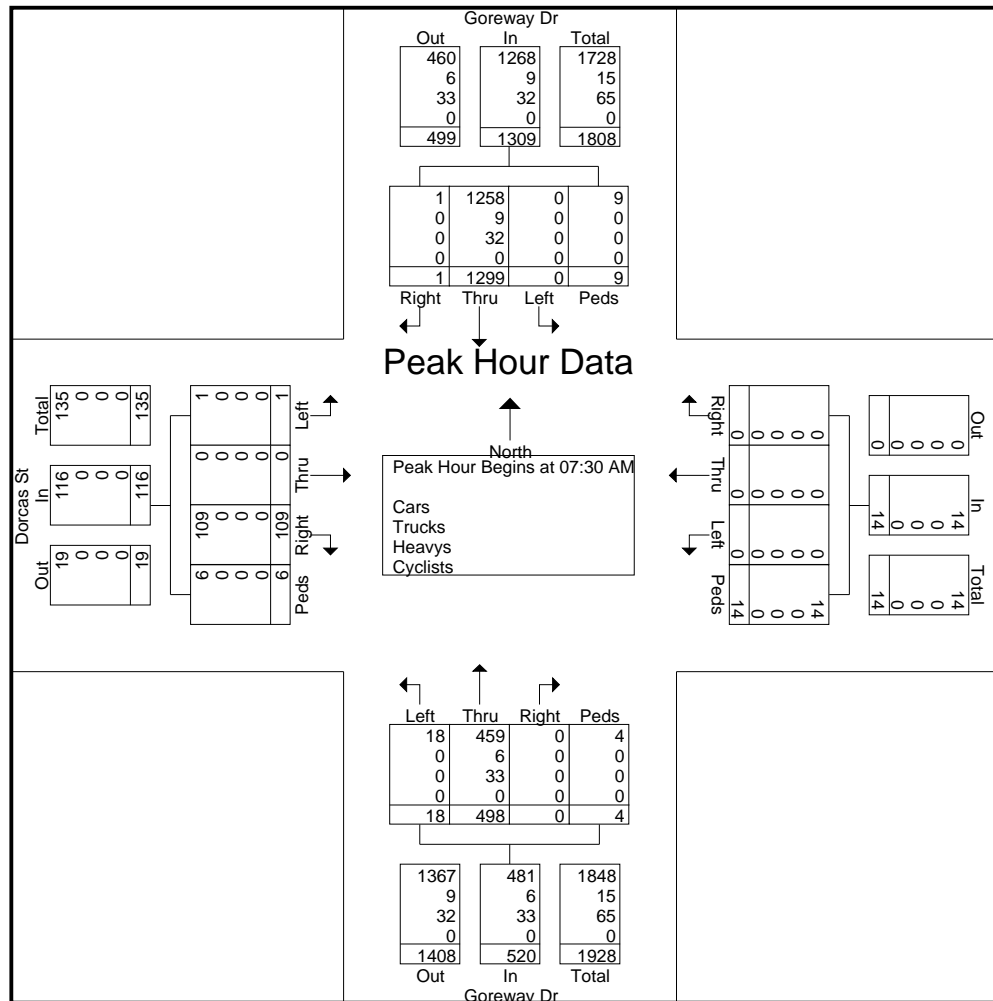 Goreway Dr
Out In Total
460 1268 1728
6 9 15
33 32 65
0 0 0
499 1309 1808
1 1258 0 9
0 9 0 0
0 32 0 0
0 0 0 0
1 1299 0 9
Right Thru Left Peds
Peak Hour Data
North
Peak Hour Begins at 07:30 AM
Cars
Trucks
Heavys
Cyclists
Dorcas St
Out In Total
19 116 135
0 0 0
0 0 0
0 0 0
19 116 135
Peds Right Thru Left
6 109 0 1
0 0 0 0
0 0 0 0
0 0 0 0
6 109 0 1
Right Thru Left Peds
0 0 0 14
0 0 0 0
0 0 0 0
0 0 0 0
0 0 0 14
Out In Total
0 14 14
0 0 0
0 0 0
0 0 0
0 14 14
Left Thru Right Peds
18 459 0 4
0 6 0 0
0 33 0 0
0 0 0 0
18 498 0 4
1367 481 1848
9 6 15
32 33 65
0 0 0
1408 520 1928
Out In Total
Goreway Dr